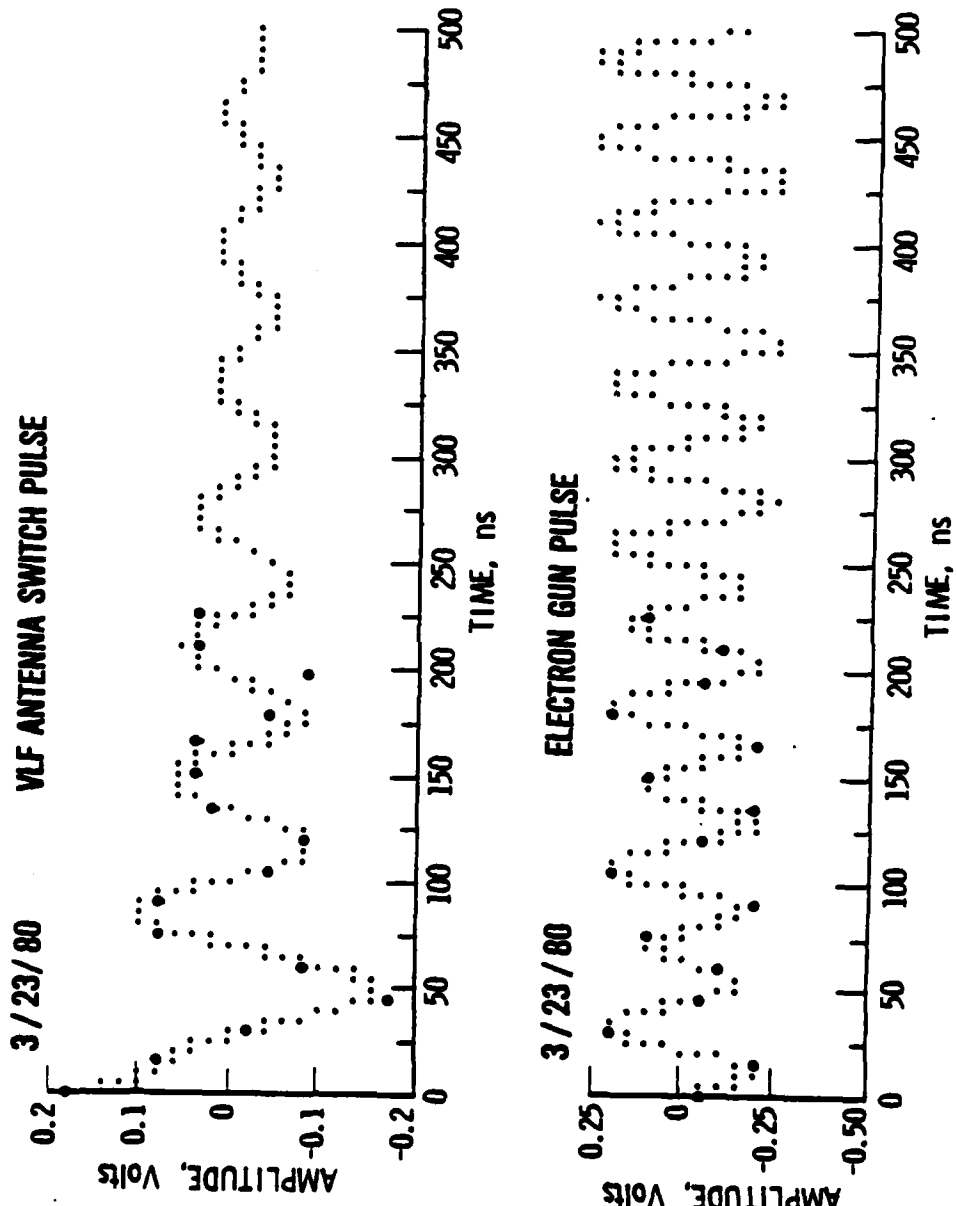 3/23/80 VLF ANTENNA SWITCH PULSE
0.2
0.1
0
-0.1
-0.2
AMPLITUDE, Volts
0 50 100 150 200 250 300 350 400 450 500
TIME, ns
3/23/80 ELECTRON GUN PULSE
0.25
0
-0.25
-0.50
AMPLITUDE, Volts
0 50 100 150 200 250 300 350 400 450 500
TIME, ns